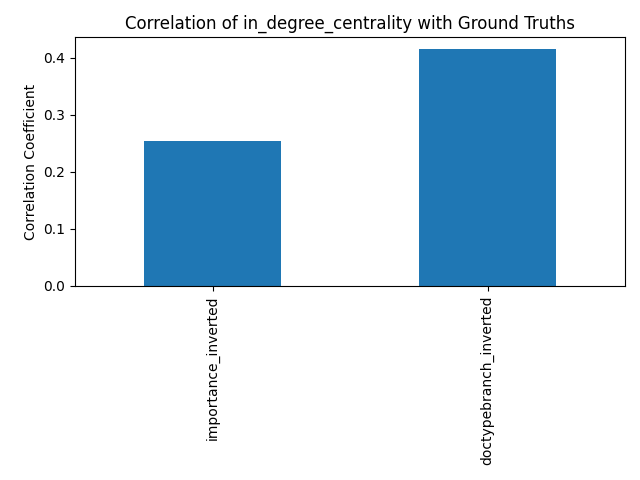 Correlation of in_degree_centrality with Ground Truths
Correlation Coefficient
0.4
0.3
0.2
0.1
0.0
importance_inverted
doctypebranch_inverted